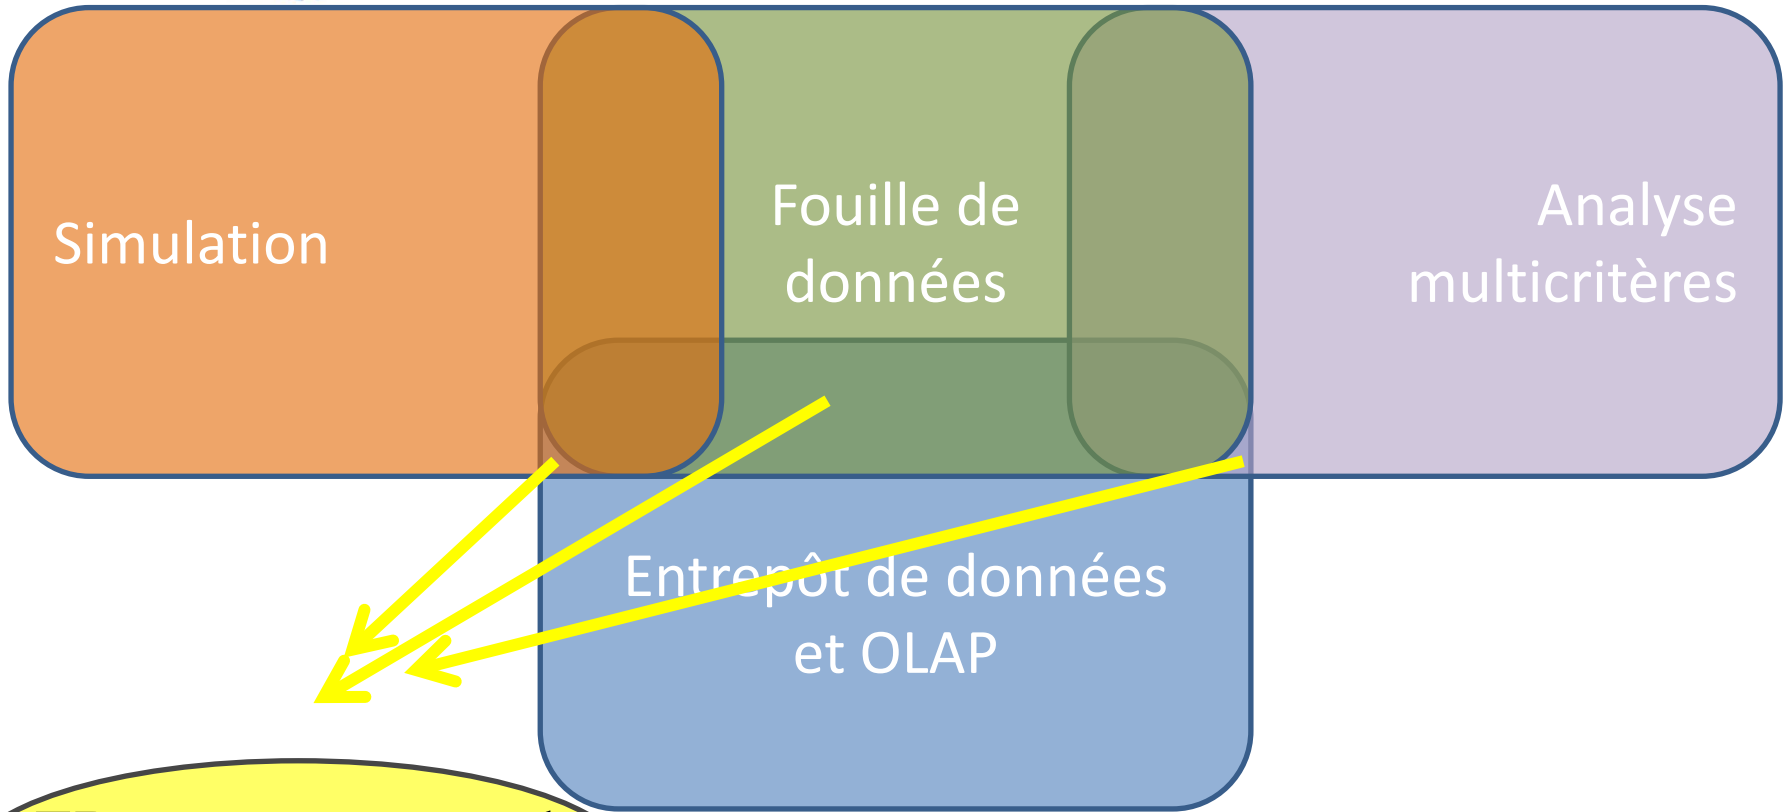 Simulation
Fouille de
données
Analyse
multicritères
Entrepôt de données
et OLAP